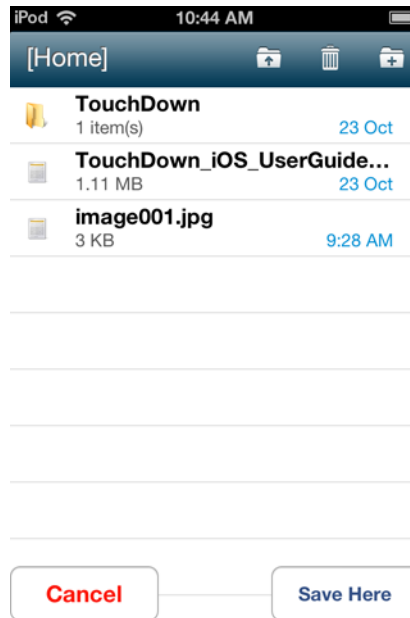 iPod 10:44 AM
[Home]
TouchDown
1 item(s) 23 Oct
TouchDown_iOS_UserGuide...
1.11 MB 23 Oct
image001.jpg
3 KB 9:28 AM
Cancel Save Here